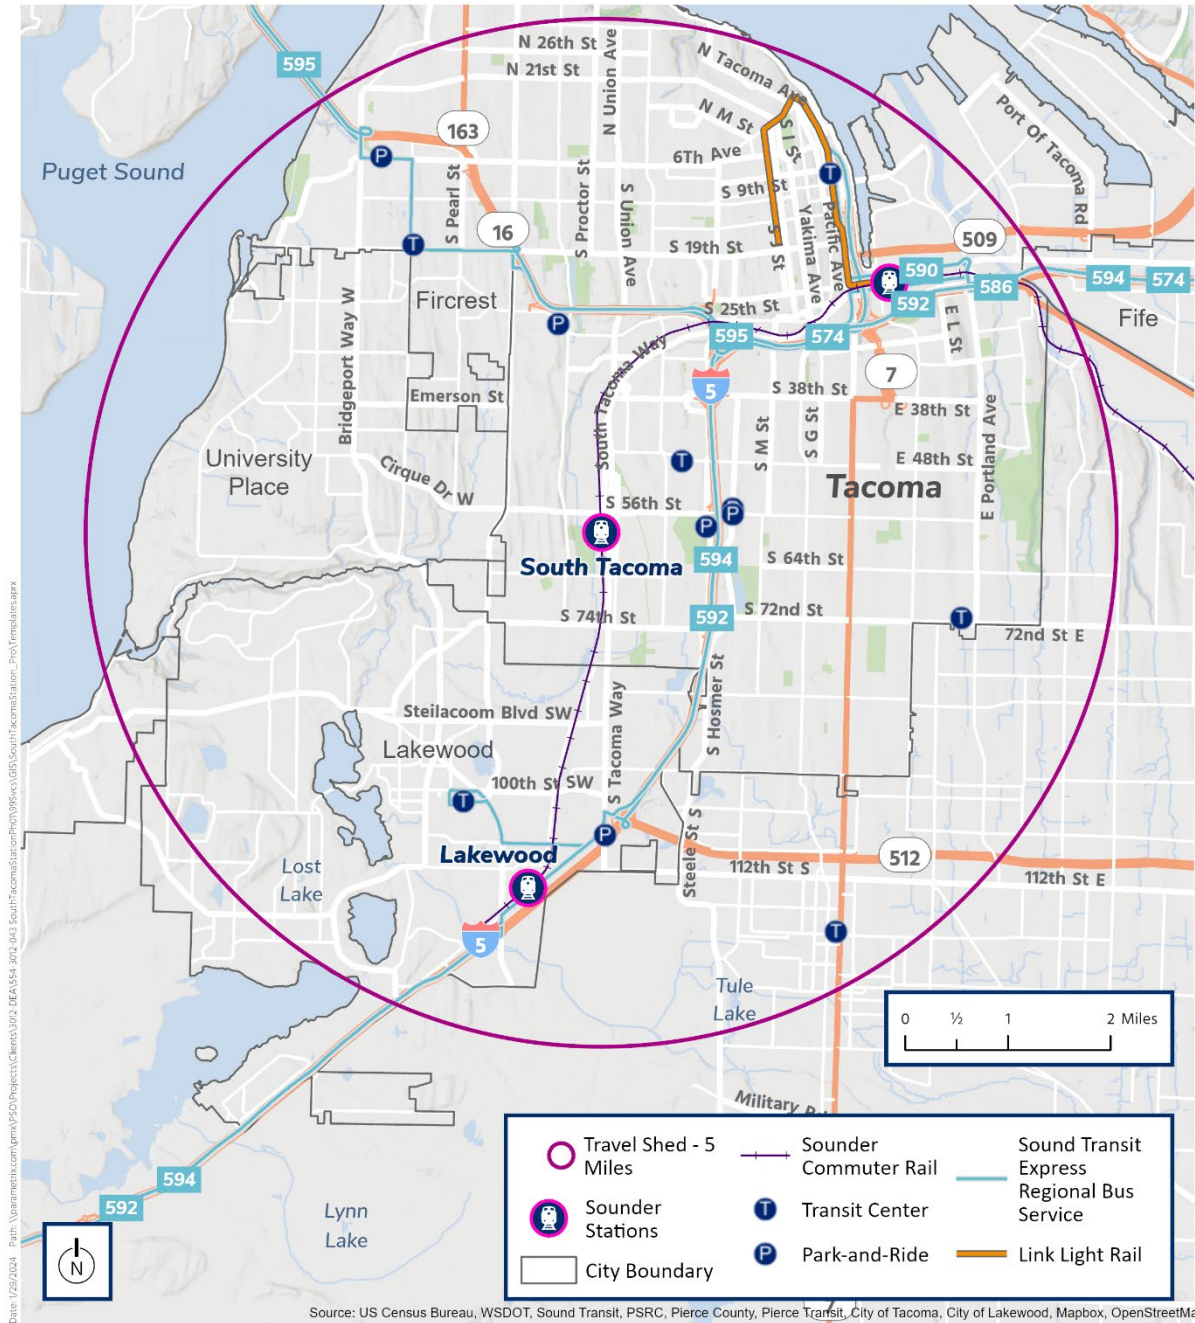 595
N 26th St
N 21st St
N Union Ave
N Tacoma Ave
Port Of Tacoma Rd
163
N M St
S I St
6Th Ave
Puget Sound
P
S Pearl St
S Proctor St
S Union Ave
S 9th St
T
Pacific Ave
Yakima Ave
S J St
16
S 19th St
509
T
590
594
574
586
592
Fircrest
Bridgeport Way W
S 25th St
E L St
Fife
P
595
574
South Tacoma Way
7
5
S 38th St
E 38th St
Emerson St
S M St
S G St
E Portland Ave
University
Place
T
E 48th St
Cirque Dr W
Tacoma
S 56th St
P
P
South Tacoma
594
S 64th St
S 74th St
592
S 72nd St
T
72nd St E
S Hosmer St
Steilacoom Blvd SW
S Tacoma Way
Lakewood
100th St SW
T
P
Steele St S
Lakewood
512
112th St S
112th St E
Lost
Lake
5
T
Tule
Lake
0 ½ 1 2 Miles
Military
594
592
Lynn
Lake
N
Travel Shed - 5
Miles
Sounder
Stations
City Boundary
Sounder
Commuter Rail
T Transit Center
P Park-and-Ride
Sound Transit
Express
Regional Bus
Service
Link Light Rail
Source: US Census Bureau, WSDOT, Sound Transit, PSRC, Pierce County, Pierce Transit, City of Tacoma, City of Lakewood, Mapbox, OpenStreetMa